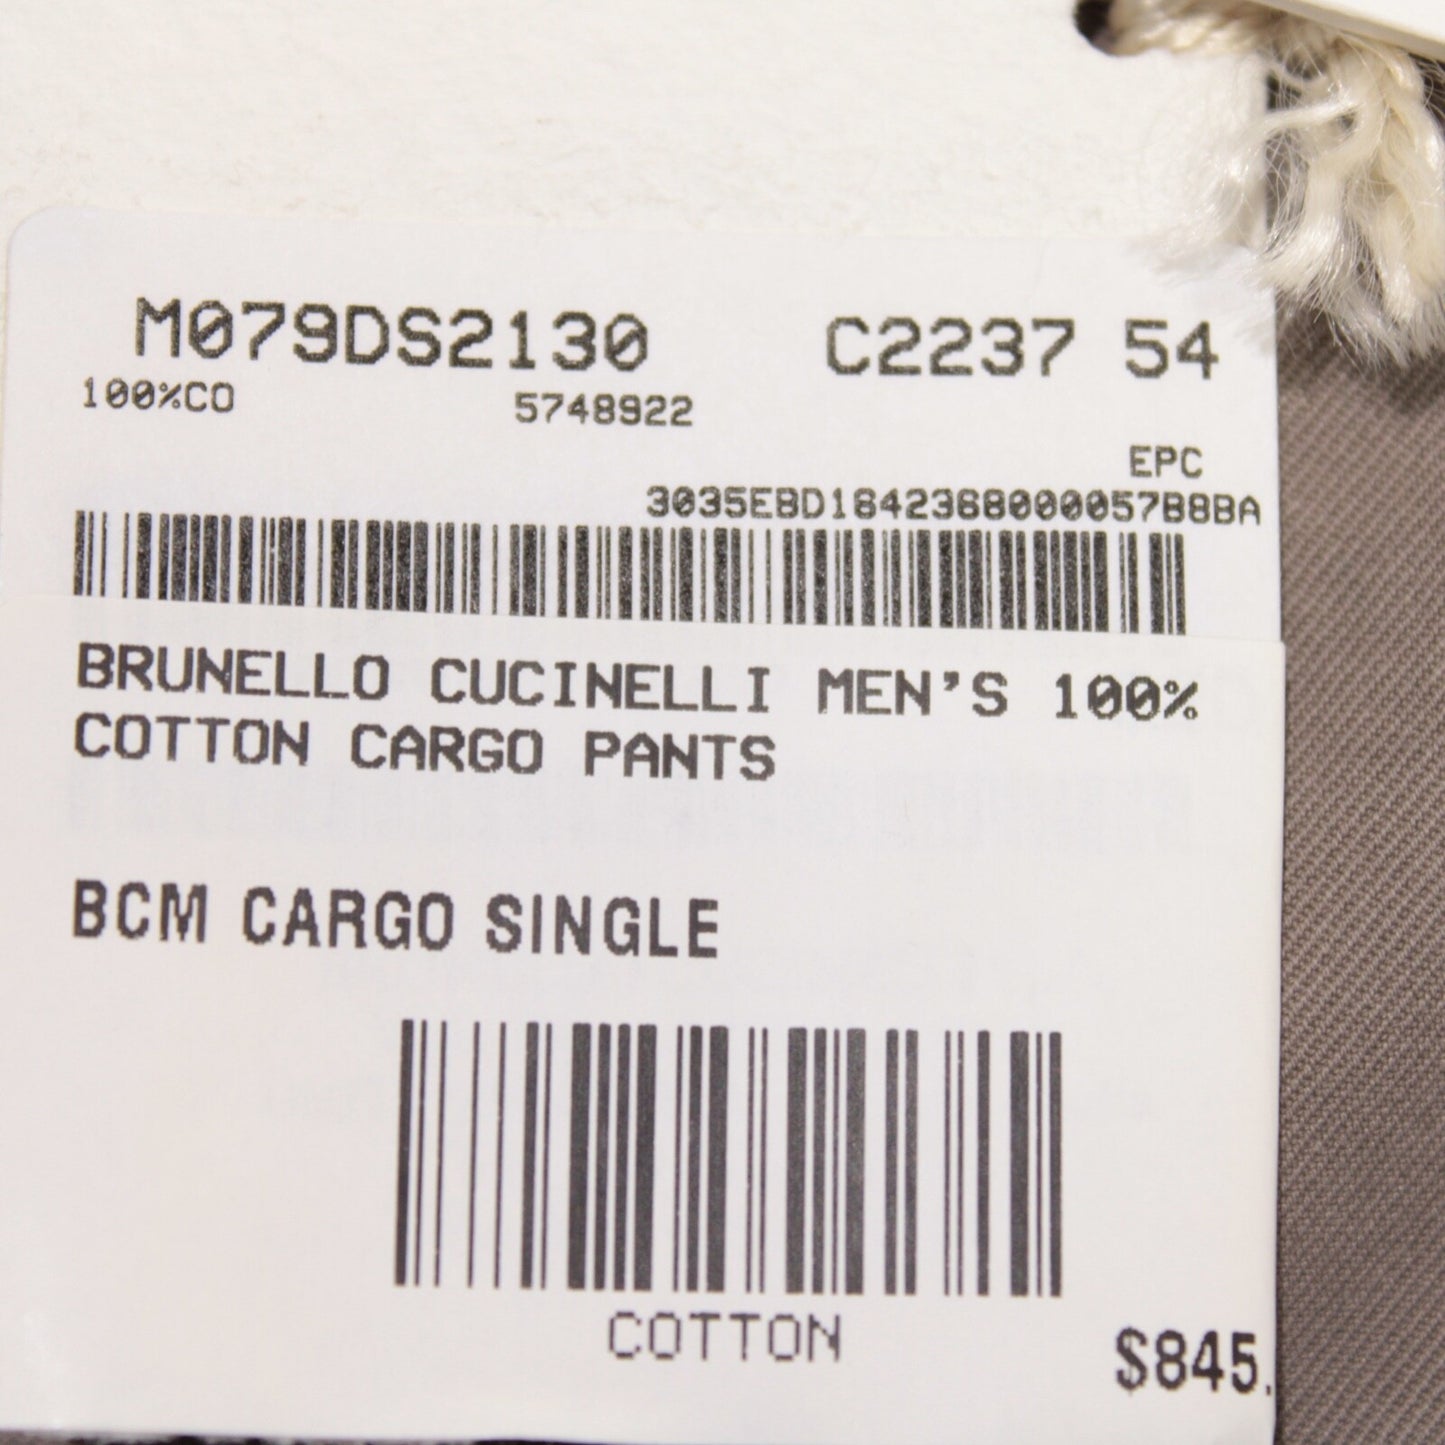 M079DS2130 C2237 54
100%CO 5748922
EPC
3035EBD1642368000057B8BA
BRUNELLO CUCINELLI MEN'S 100%
COTTON CARGO PANTS
BCM CARGO SINGLE
COTTON
$845.